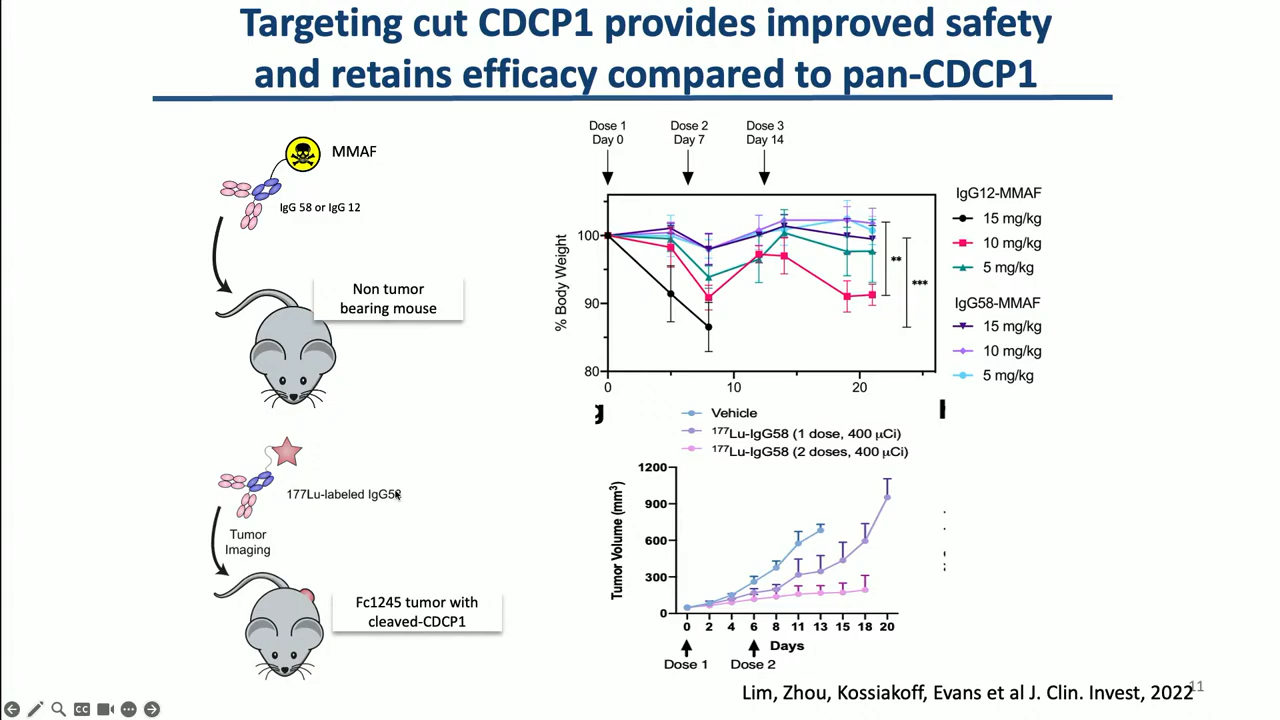 Targeting cut CDCP1 provides improved safety
and retains efficacy compared to pan-CDCP1
MMAF
IgG 58 or IgG 12
Non tumor
bearing mouse
177Lu-labeled IgG58
Tumor
Imaging
Fc1245 tumor with
cleaved-CDCP1
Dose 1
Day 0
Dose 2
Day 7
Dose 3
Day 14
% Body Weight
100
90
80
0
10
20
**
***
IgG12-MMAF
15 mg/kg
10 mg/kg
5 mg/kg
IgG58-MMAF
15 mg/kg
10 mg/kg
5 mg/kg
g
Vehicle
¹⁷⁷Lu-IgG58 (1 dose, 400 µCi)
¹⁷⁷Lu-IgG58 (2 doses, 400 µCi)
Tumor Volume (mm³)
1200
900
600
300
0
0 2 4 6 8 11 13 15 18 20
Days
Dose 1
Dose 2
Lim, Zhou, Kossiakoff, Evans et al J. Clin. Invest, 2022
11
CC